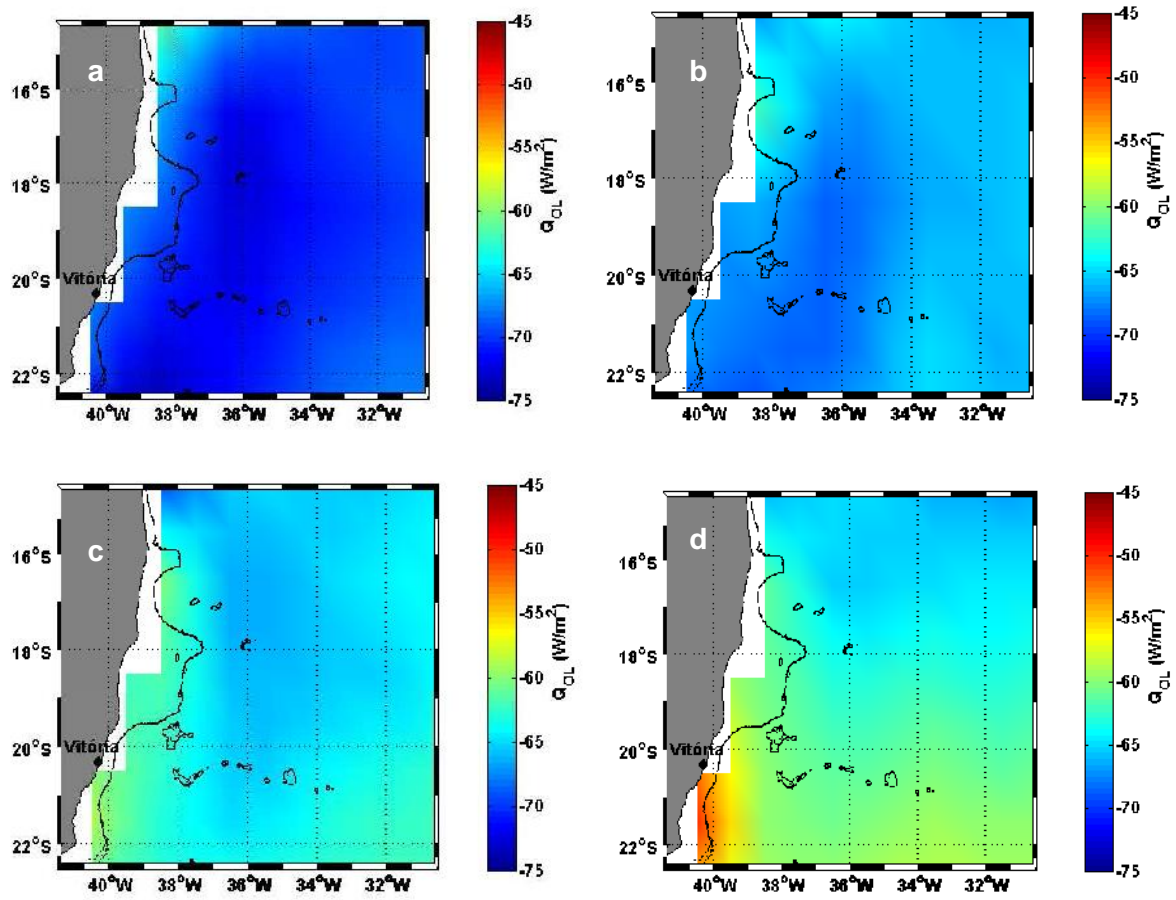 a
16°S
18°S
20°S
22°S
Vitória
40°W
38°W
36°W
34°W
32°W
-45
-50
-55
-60
-65
-70
-75
Q_OL (W/m²)
b
16°S
18°S
20°S
22°S
Vitória
40°W
38°W
36°W
34°W
32°W
-45
-50
-55
-60
-65
-70
-75
Q_OL (W/m²)
c
16°S
18°S
20°S
22°S
Vitória
40°W
38°W
36°W
34°W
32°W
-45
-50
-55
-60
-65
-70
-75
Q_OL (W/m²)
d
16°S
18°S
20°S
22°S
Vitória
40°W
38°W
36°W
34°W
32°W
-45
-50
-55
-60
-65
-70
-75
Q_OL (W/m²)